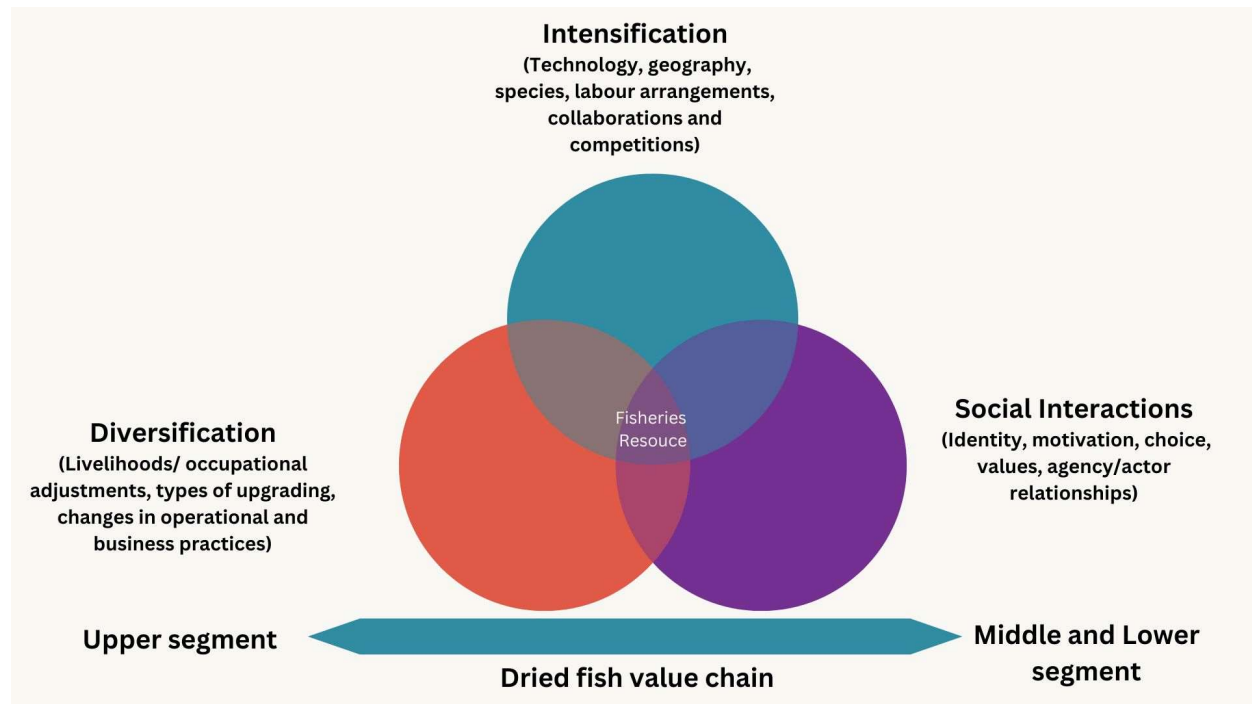 Intensification
(Technology, geography,
species, labour arrangements,
collaborations and
competitions)
Fisheries
Resouce
Diversification
(Livelihoods/ occupational
adjustments, types of upgrading,
changes in operational and
business practices)
Social Interactions
(Identity, motivation, choice,
values, agency/actor
relationships)
Upper segment
Middle and Lower
segment
Dried fish value chain